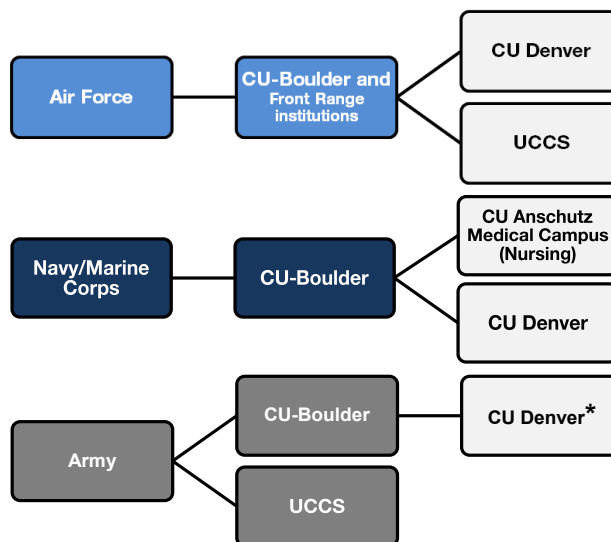 CU Denver
Air Force
CU-Boulder and
Front Range
institutions
UCCS
CU Anschutz
Medical Campus
(Nursing)
Navy/Marine
Corps
CU-Boulder
CU Denver
CU-Boulder
CU Denver*
Army
UCCS